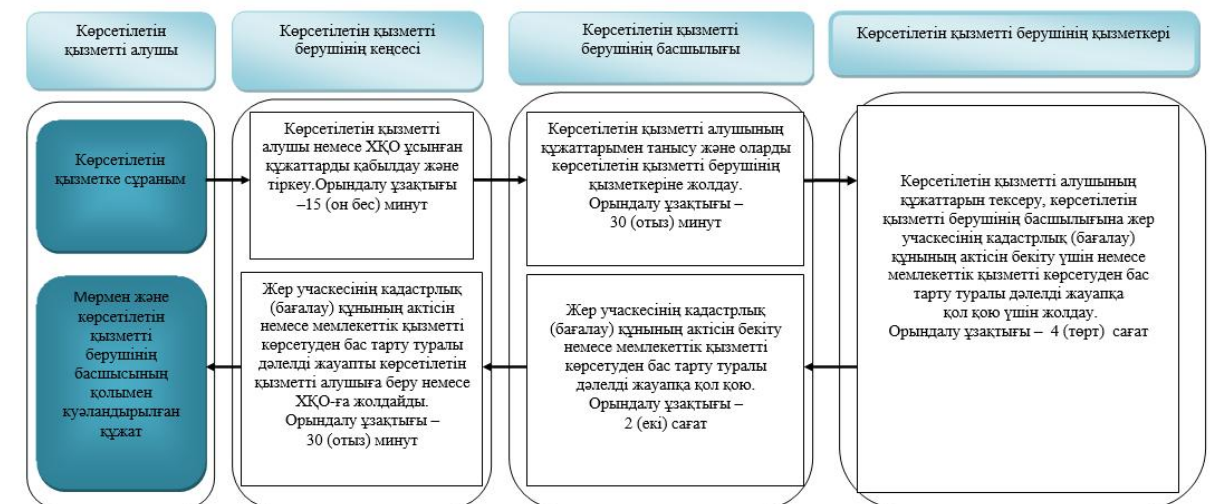 Көрсетілетін
қызметті алушы
Көрсетілетін қызметті
берушінің кеңсесі
Көрсетілетін қызметті
берушінің басшылығы
Көрсетілетін қызметті берушінің қызметкері
Көрсетілетін
қызметке сұраным
Көрсетілетін қызметті
алушы немесе ХҚО ұсынған
құжаттарды қабылдау және
тіркеу.Орындалу ұзақтығы
–15 (он бес) минут
Көрсетілетін қызметті алушының
құжаттарымен танысу және оларды
көрсетілетін қызметті берушінің
қызметкеріне жолдау.
Орындалу ұзақтығы –
30 (отыз) минут
Көрсетілетін қызметті алушының
құжаттарын тексеру, көрсетілетін
қызметті берушінің басшылығына жер
учаскесінің кадастрлық (бағалау)
құнының актісін бекіту үшін немесе
мемлекеттік қызметті көрсетуден бас
тарту туралы дәлелді жауапқа
қол қою үшін жолдау.
Орындалу ұзақтығы – 4 (төрт) сағат
Жер учаскесінің кадастрлық
(бағалау) құнының актісін бекіту
немесе мемлекеттік қызметті
көрсетуден бас тарту туралы
дәлелді жауапқа қол қою.
Орындалу ұзақтығы –
2 (екі) сағат
Жер учаскесінің кадастрлық
(бағалау) құнының актісін
немесе мемлекеттік қызметті
көрсетуден бас тарту туралы
дәлелді жауапты көрсетілетін
қызметті алушыға беру немесе
ХҚО-ға жолдайды.
Орындалу ұзақтығы –
30 (отыз) минут
Мөрмен және
көрсетілетін
қызметті
берушінің
басшысының
қолымен
куәландырылған
құжат